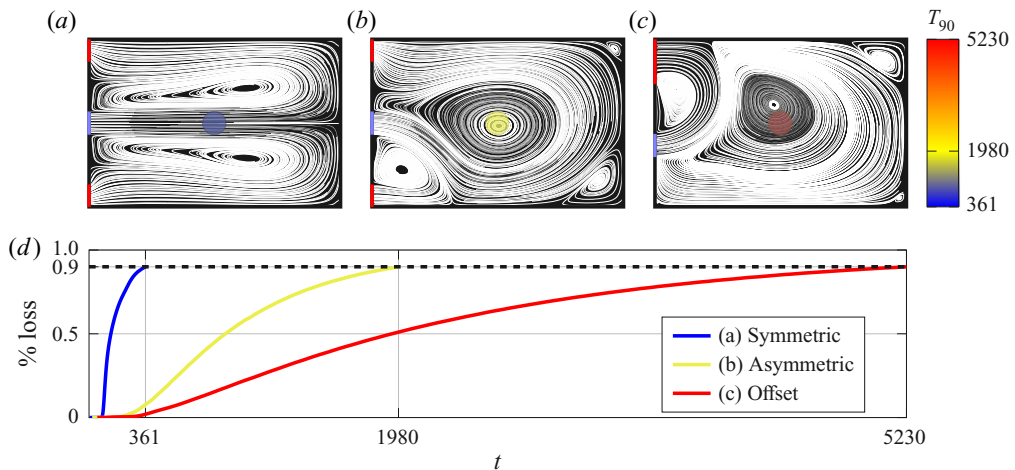 (a) (b) (c) T90
5230
1980
361
(d)
1.0
0.9
0.5
0
% loss
(a) Symmetric
(b) Asymmetric
(c) Offset
361 1980 5230
t